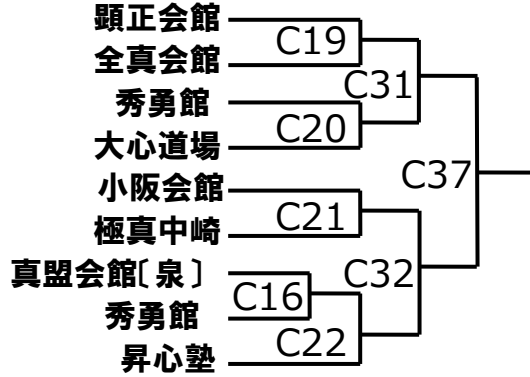 顕正会館
C19
全真会館
C31
秀勇館
C20
大心道場
C37
小阪会館
C21
極真中崎
真盟会館〔泉〕
C32
C16
秀勇館
C22
昇心塾